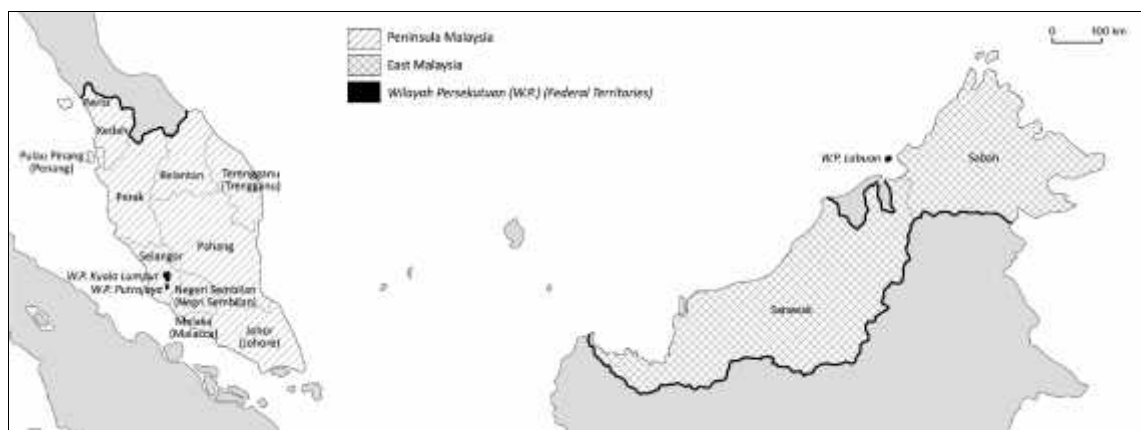 Peninsula Malaysia
East Malaysia
Wilayah Persekutuan (W.P.) (Federal Territories)
0 100 km
Perlis
Kedah
Pulau Pinang
(Penang)
Kelantan
Terengganu
(Trengganu)
Perak
Pahang
Selangor
W.P. Kuala Lumpur
W.P. Putrajaya
Negeri Sembilan
(Negri Sembilan)
Melaka
(Malacca)
Johor
(Johore)
W.P. Labuan
Sabah
Sarawak